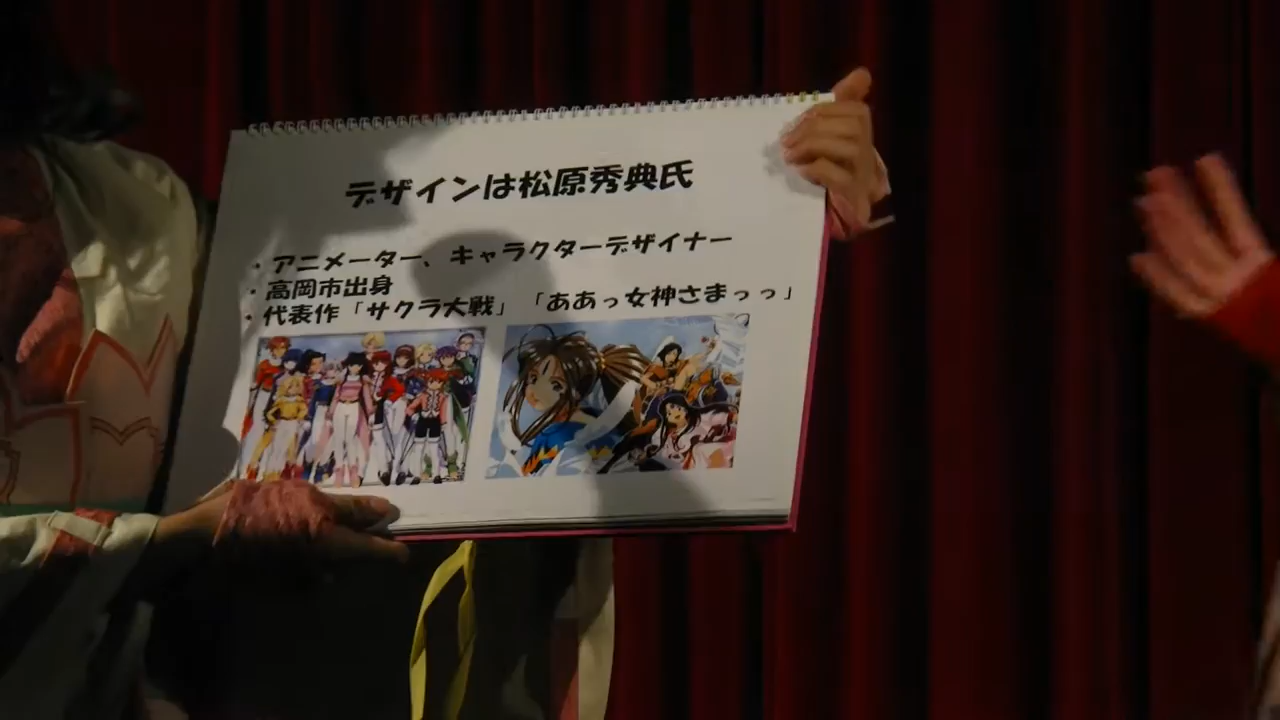 デザインは松原秀典氏
・アニメーター、キャラクターデザイナー
・高岡市出身
・代表作「サクラ大戦」「ああっ女神さまっっ」